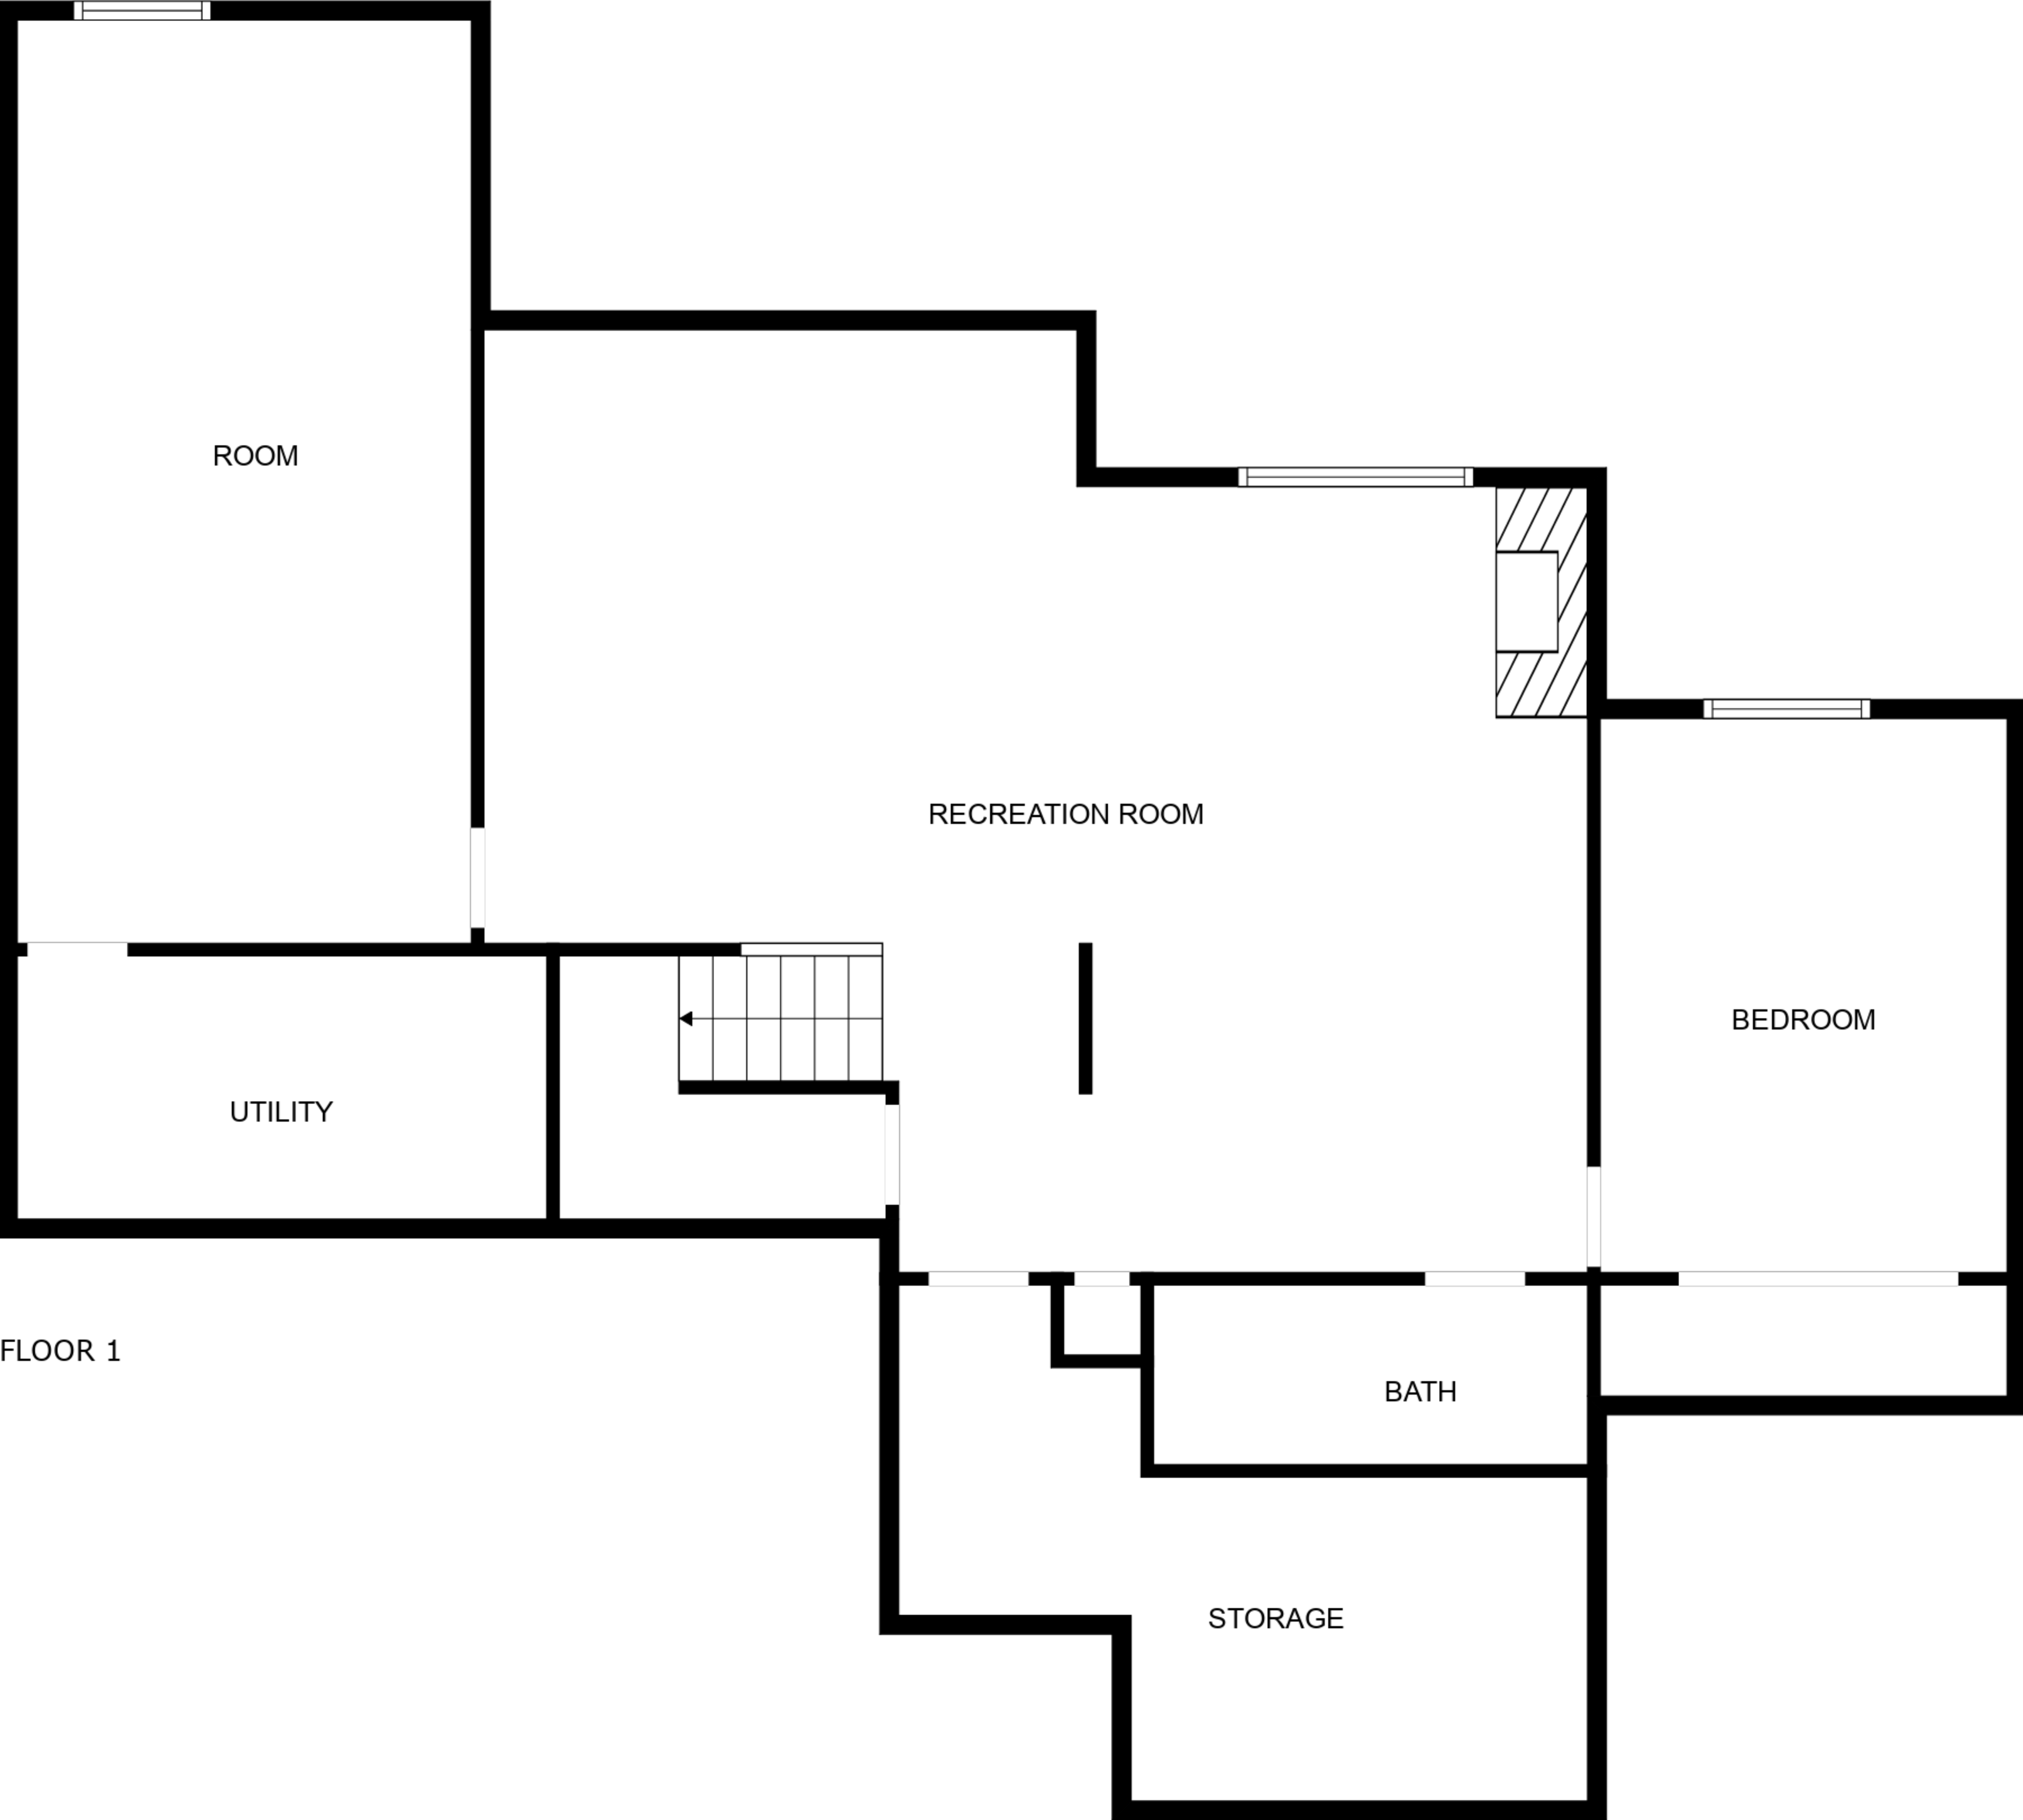 ROOM
RECREATION ROOM
BEDROOM
UTILITY
FLOOR 1
BATH
STORAGE